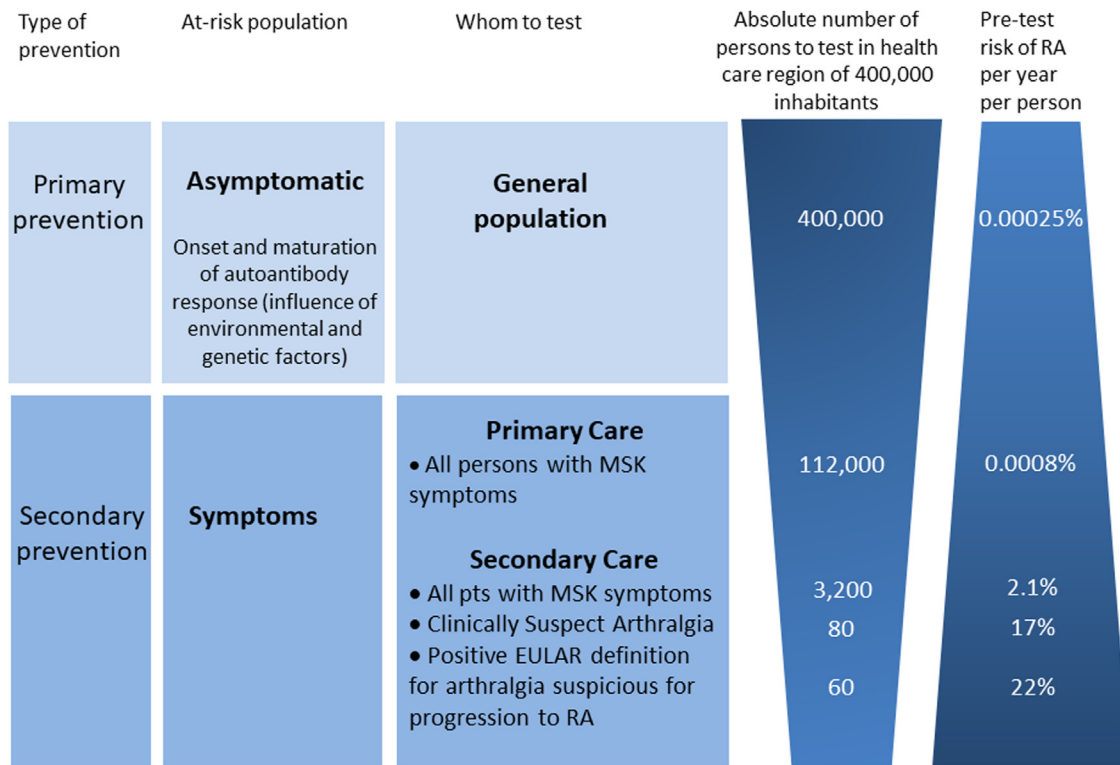 Type of
prevention
At-risk population
Whom to test
Absolute number of
persons to test in health
care region of 400,000
inhabitants
Pre-test
risk of RA
per year
per person
Primary
prevention
Asymptomatic
Onset and maturation
of autoantibody
response (influence of
environmental and
genetic factors)
General
population
400,000
0.00025%
Secondary
prevention
Symptoms
Primary Care
• All persons with MSK
symptoms
112,000
0.0008%
Secondary Care
• All pts with MSK symptoms
3,200
2.1%
• Clinically Suspect Arthralgia
80
17%
• Positive EULAR definition
for arthralgia suspicious for
progression to RA
60
22%